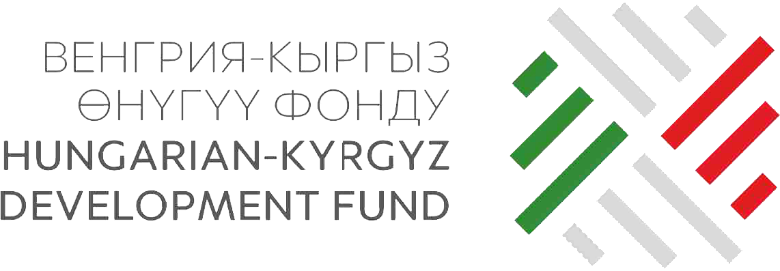 ВЕНГРИЯ-КЫРГЫЗ
ӨНҮГҮҮ ФОНДУ
HUNGARIAN-KYRGYZ
DEVELOPMENT FUND